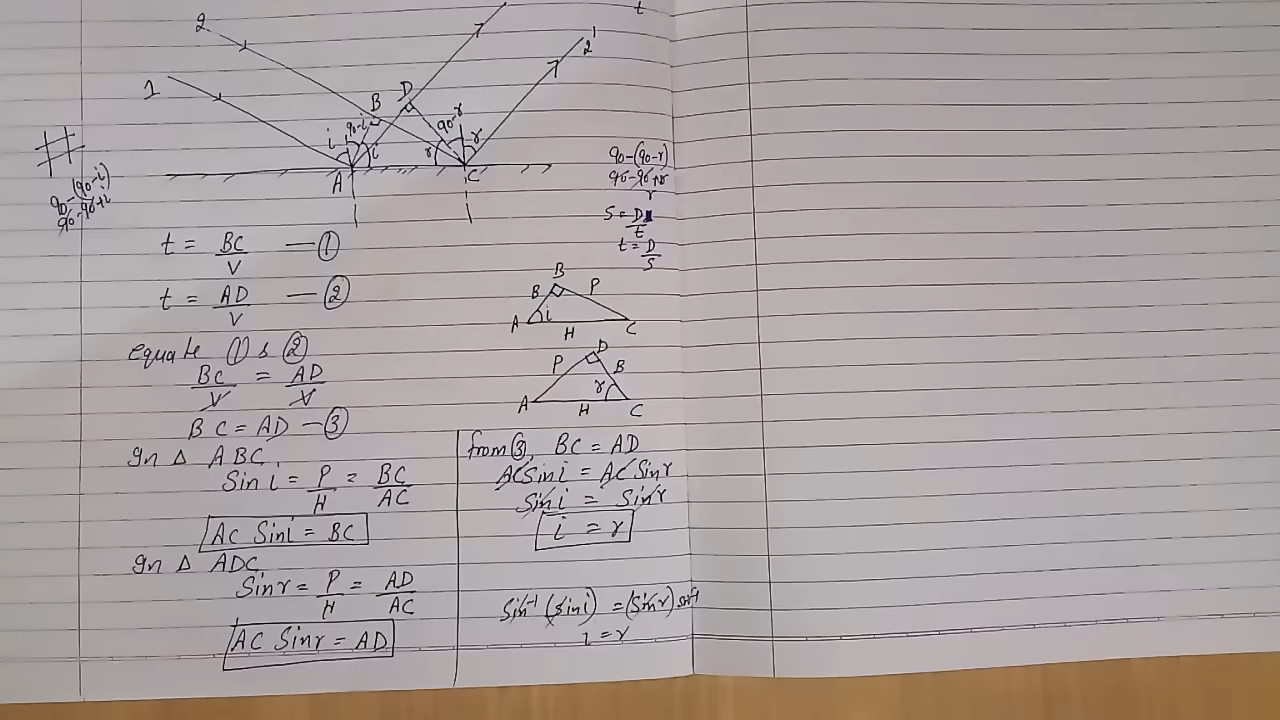 2
t
2'
1
B
D
i
90-i
90-r
r
i
r
A
C
90-(90-i)
90-90+i
90-(90-r)
90-90+r
r
S = D
t
t = D
S
t = BC —①
V
t = AD —②
V
B
B P
A i C
H
equate ① & ②
BC = AD
V V
BC = AD —③
D
P B
r
A H C
In Δ ABC,
Sin i = P = BC
H AC
AC Sin i = BC
In Δ ADC,
Sin r = P = AD
H AC
AC Sin r = AD
from ③, BC = AD
AC Sin i = AC Sin r
Sin i = Sin r
i = r
Sin⁻¹ (sin i) = (Sin r) sin⁻¹
i = r